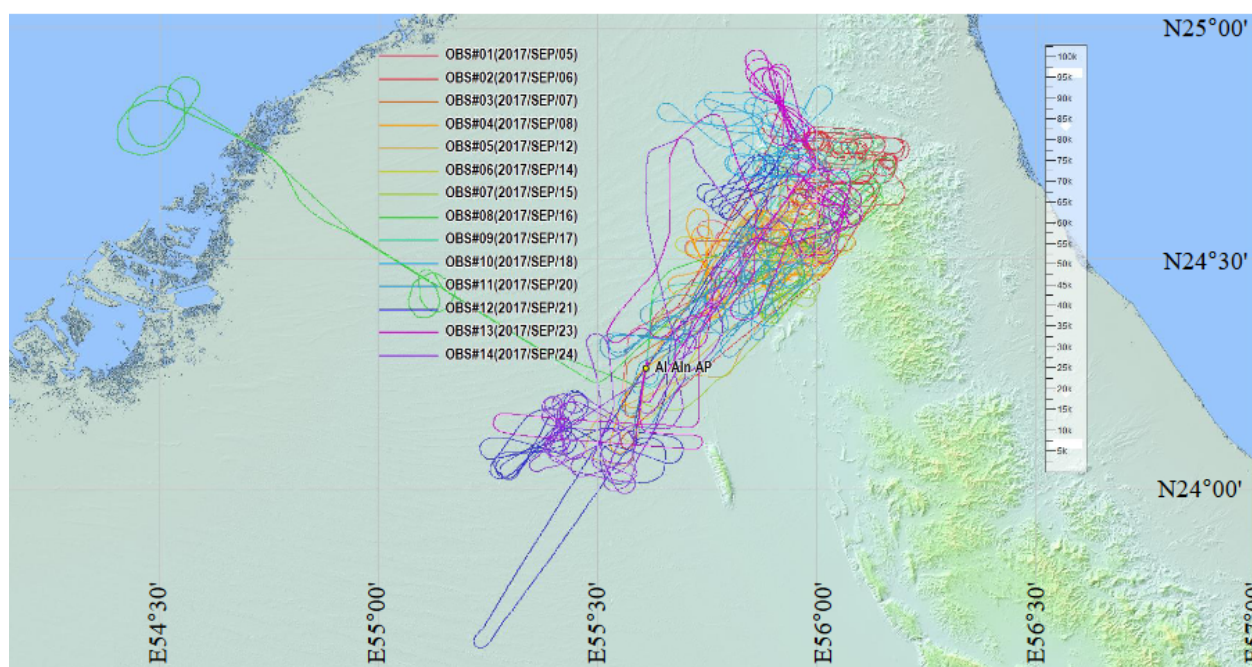 N25°00'
OBS#01(2017/SEP/05)
OBS#02(2017/SEP/06)
OBS#03(2017/SEP/07)
OBS#04(2017/SEP/08)
OBS#05(2017/SEP/12)
OBS#06(2017/SEP/14)
OBS#07(2017/SEP/15)
OBS#08(2017/SEP/16)
OBS#09(2017/SEP/17)
OBS#10(2017/SEP/18)
OBS#11(2017/SEP/20)
OBS#12(2017/SEP/21)
OBS#13(2017/SEP/23)
OBS#14(2017/SEP/24)
100k
95k
90k
85k
80k
75k
70k
65k
60k
55k
50k
45k
40k
35k
30k
25k
20k
15k
10k
5k
N24°30'
Al Ain AP
N24°00'
E54°30'
E55°00'
E55°30'
E56°00'
E56°30'
E57°00'